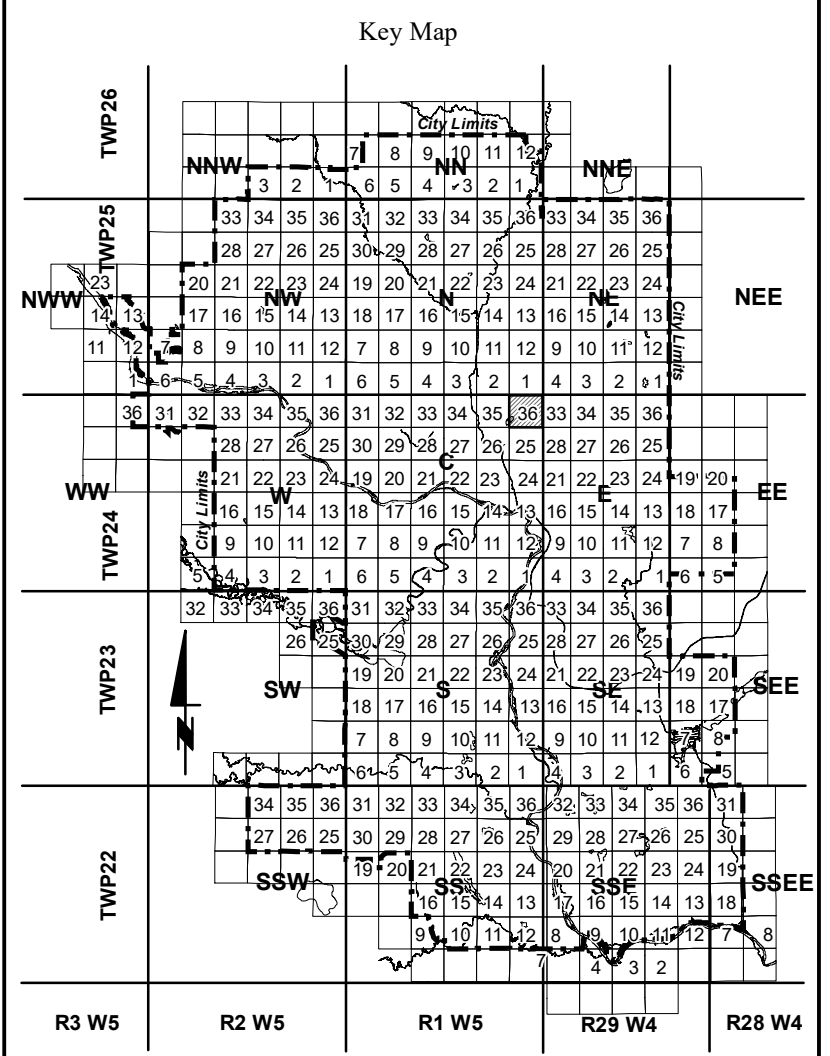 Key Map
TWP26
City Limits
7 8 9 10 11 12
NNW NN NNE
3 2 1 6 5 4 3 2 1
TWP25
33 34 35 36 31 32 33 34 35 36 33 34 35 36
28 27 26 25 30 29 28 27 26 25 28 27 26 25
23 20 21 22 23 24 19 20 21 22 23 24 21 22 23 24
NWW NW N NE NEE
14 13 17 16 15 14 13 18 17 16 15 14 13 16 15 14 13
City Limits
11 12 7 8 9 10 11 12 7 8 9 10 11 12 9 10 11 12
1 6 5 4 3 2 1 6 5 4 3 2 1 4 3 2 1
36 31 32 33 34 35 36 31 32 33 34 35 36 33 34 35 36
28 27 26 25 30 29 28 27 26 25 28 27 26 25
C
21 22 23 24 19 20 21 22 23 24 21 22 23 24 19 20
WW W E EE
City Limits
16 15 14 13 18 17 16 15 14 13 16 15 14 13 18 17
TWP24
9 10 11 12 7 8 9 10 11 12 9 10 11 12 7 8
5 4 3 2 1 6 5 4 3 2 1 4 3 2 1 6 5
32 33 34 35 36 31 32 33 34 35 36 33 34 35 36
26 25 30 29 28 27 26 25 28 27 26 25
TWP23
19 20 21 22 23 24 21 22 23 24 19 20
SW S SE SEE
18 17 16 15 14 13 16 15 14 13 18 17
N
7 8 9 10 11 12 9 10 11 12 7 8
6 5 4 3 2 1 4 3 2 1 6 5
34 35 36 31 32 33 34 35 36 32 33 34 35 36 31
27 26 25 30 29 28 27 26 25 29 28 27 26 25 30
TWP22
19 20 21 22 23 24 20 21 22 23 24 19
SSW SS SSE SSEE
16 15 14 13 17 16 15 14 13 18
9 10 11 12 8 9 10 11 12 7 8
7 4 3 2
R3 W5 R2 W5 R1 W5 R29 W4 R28 W4